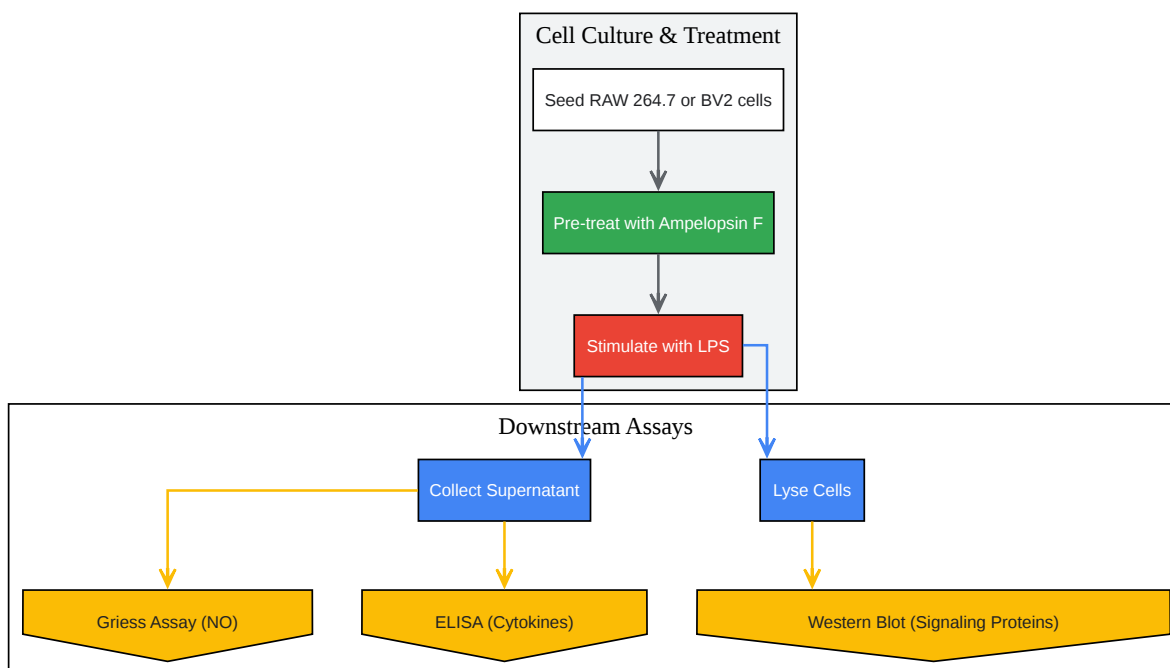 Cell Culture & Treatment
Seed RAW 264.7 or BV2 cells
Pre-treat with Ampelopsin F
Stimulate with LPS
Downstream Assays
Collect Supernatant
Lyse Cells
Griess Assay (NO)
ELISA (Cytokines)
Western Blot (Signaling Proteins)